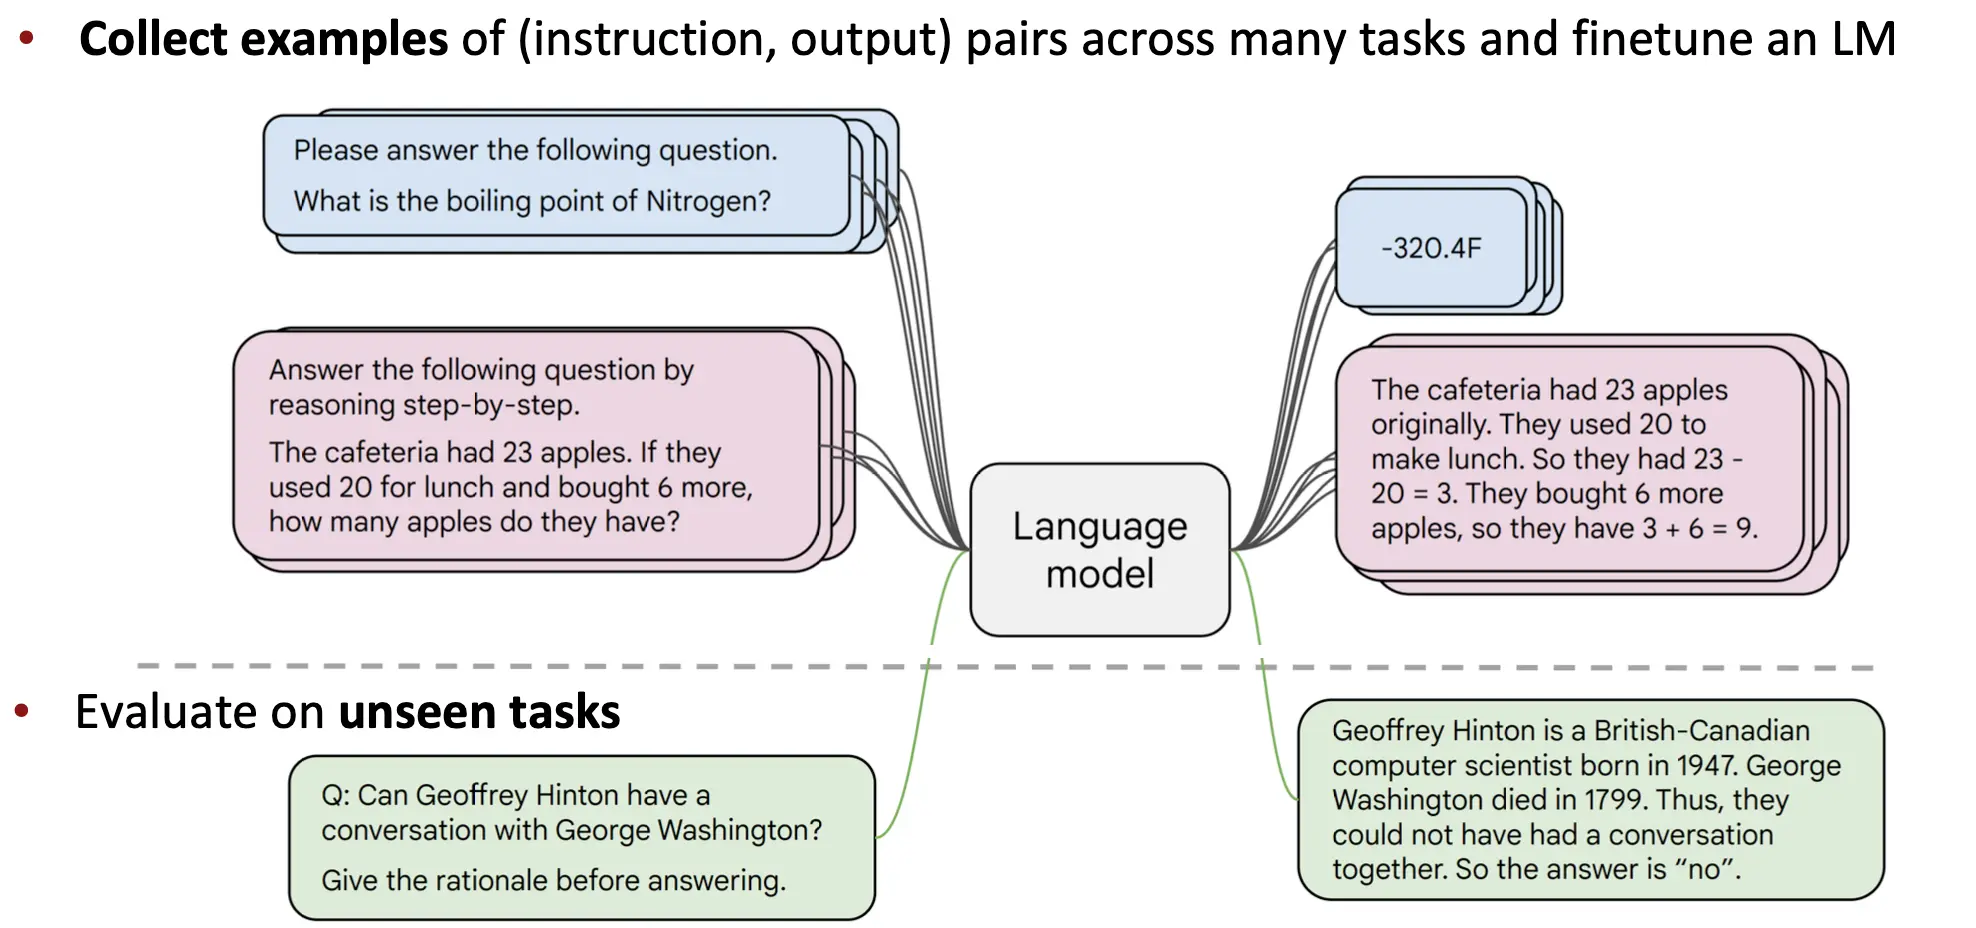 • Collect examples of (instruction, output) pairs across many tasks and finetune an LM
Please answer the following question.
What is the boiling point of Nitrogen?
-320.4F
Answer the following question by
reasoning step-by-step.
The cafeteria had 23 apples. If they
used 20 for lunch and bought 6 more,
how many apples do they have?
Language
model
The cafeteria had 23 apples
originally. They used 20 to
make lunch. So they had 23 -
20 = 3. They bought 6 more
apples, so they have 3 + 6 = 9.
• Evaluate on unseen tasks
Q: Can Geoffrey Hinton have a
conversation with George Washington?
Give the rationale before answering.
Geoffrey Hinton is a British-Canadian
computer scientist born in 1947. George
Washington died in 1799. Thus, they
could not have had a conversation
together. So the answer is “no”.